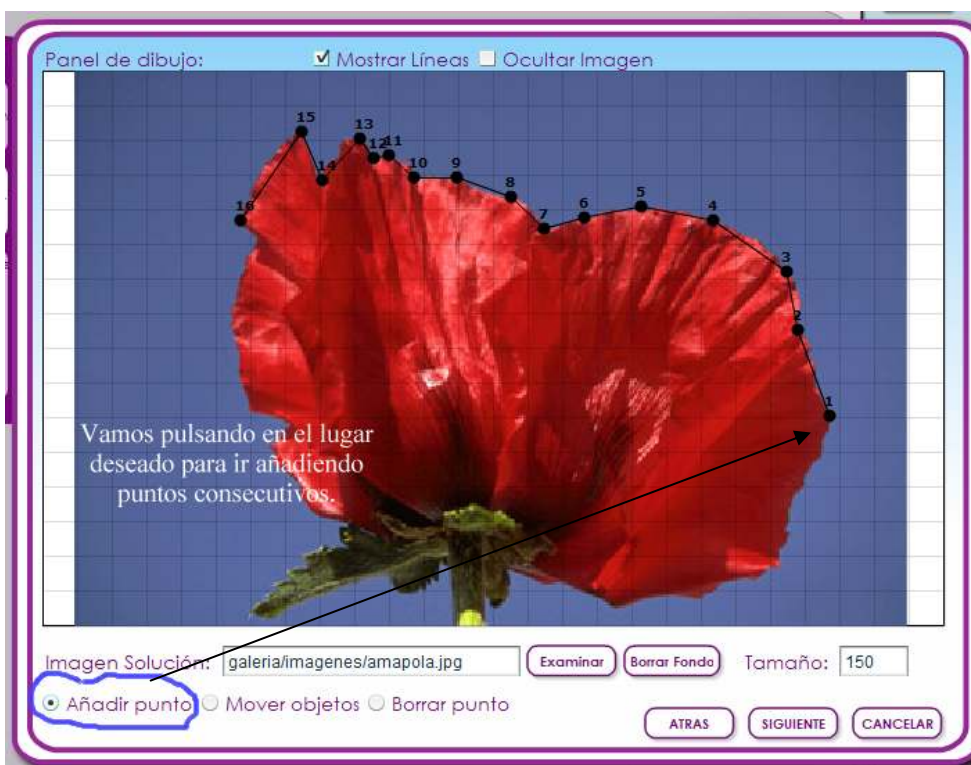 Panel de dibujo: Mostrar Líneas Ocultar Imagen
15
13
12 11
14
10 9
8
16
7 6 5 4
3
2
1
Vamos pulsando en el lugar
deseado para ir añadiendo
puntos consecutivos.
Imagen Solución: galeria/imagenes/amapola.jpg Examinar Borrar Fondo Tamaño: 150
Añadir punto Mover objetos Borrar punto
ATRAS SIGUIENTE CANCELAR